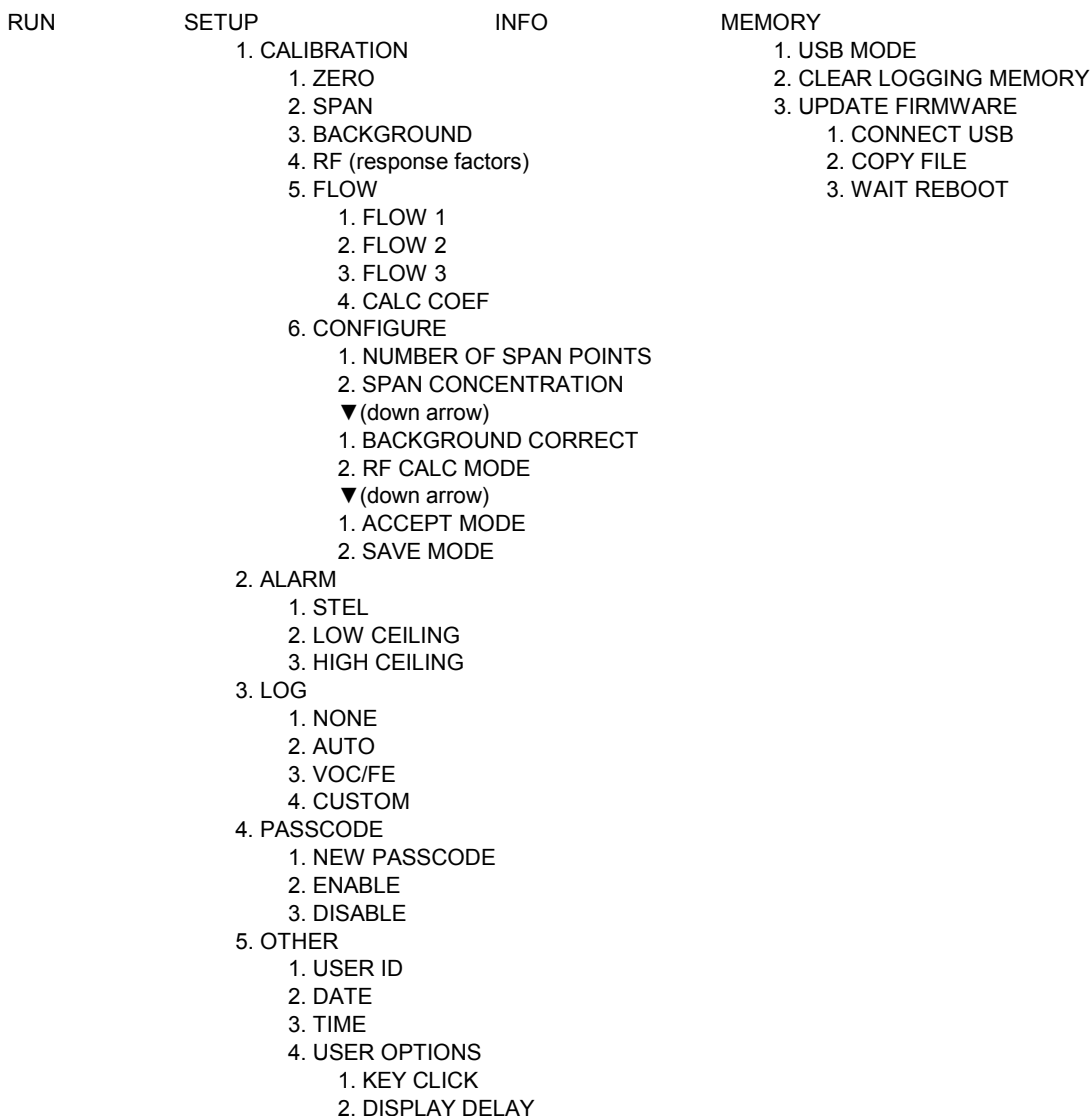 RUN SETUP INFO MEMORY
1. CALIBRATION
1. ZERO
2. SPAN
3. BACKGROUND
4. RF (response factors)
5. FLOW
1. FLOW 1
2. FLOW 2
3. FLOW 3
4. CALC COEF
6. CONFIGURE
1. NUMBER OF SPAN POINTS
2. SPAN CONCENTRATION
▼(down arrow)
1. BACKGROUND CORRECT
2. RF CALC MODE
▼(down arrow)
1. ACCEPT MODE
2. SAVE MODE
2. ALARM
1. STEL
2. LOW CEILING
3. HIGH CEILING
3. LOG
1. NONE
2. AUTO
3. VOC/FE
4. CUSTOM
4. PASSCODE
1. NEW PASSCODE
2. ENABLE
3. DISABLE
5. OTHER
1. USER ID
2. DATE
3. TIME
4. USER OPTIONS
1. KEY CLICK
2. DISPLAY DELAY
1. USB MODE
2. CLEAR LOGGING MEMORY
3. UPDATE FIRMWARE
1. CONNECT USB
2. COPY FILE
3. WAIT REBOOT